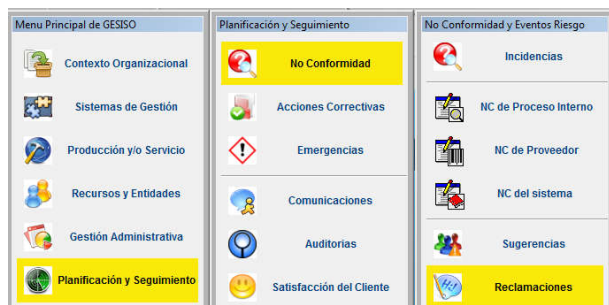 Menu Principal de GESISO
Contexto Organizacional
Sistemas de Gestión
Producción y/o Servicio
Recursos y Entidades
Gestión Administrativa
Planificación y Seguimiento
Planificación y Seguimiento
No Conformidad
Acciones Correctivas
Emergencias
Comunicaciones
Auditorias
Satisfacción del Cliente
No Conformidad y Eventos Riesgo
Incidencias
NC de Proceso Interno
NC de Proveedor
NC del sistema
Sugerencias
Reclamaciones